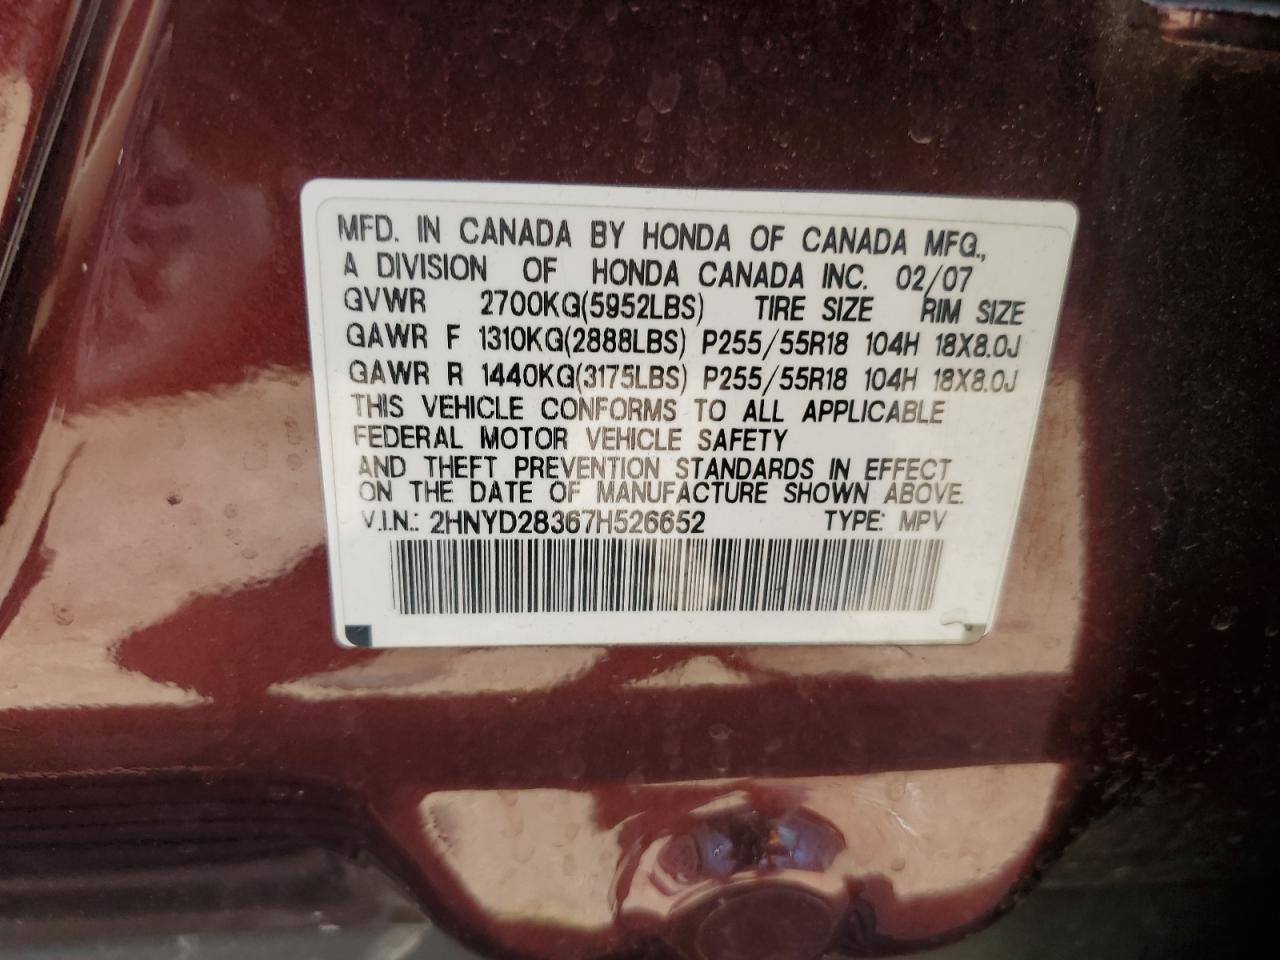 MFD. IN CANADA BY HONDA OF CANADA MFG.,
A DIVISION OF HONDA CANADA INC. 02/07
GVWR 2700KG(5952LBS) TIRE SIZE RIM SIZE
GAWR F 1310KG(2888LBS) P255/55R18 104H 18X8.0J
GAWR R 1440KG(3175LBS) P255/55R18 104H 18X8.0J
THIS VEHICLE CONFORMS TO ALL APPLICABLE
FEDERAL MOTOR VEHICLE SAFETY
AND THEFT PREVENTION STANDARDS IN EFFECT
ON THE DATE OF MANUFACTURE SHOWN ABOVE.
V.I.N.: 2HNYD28367H526652 TYPE: MPV